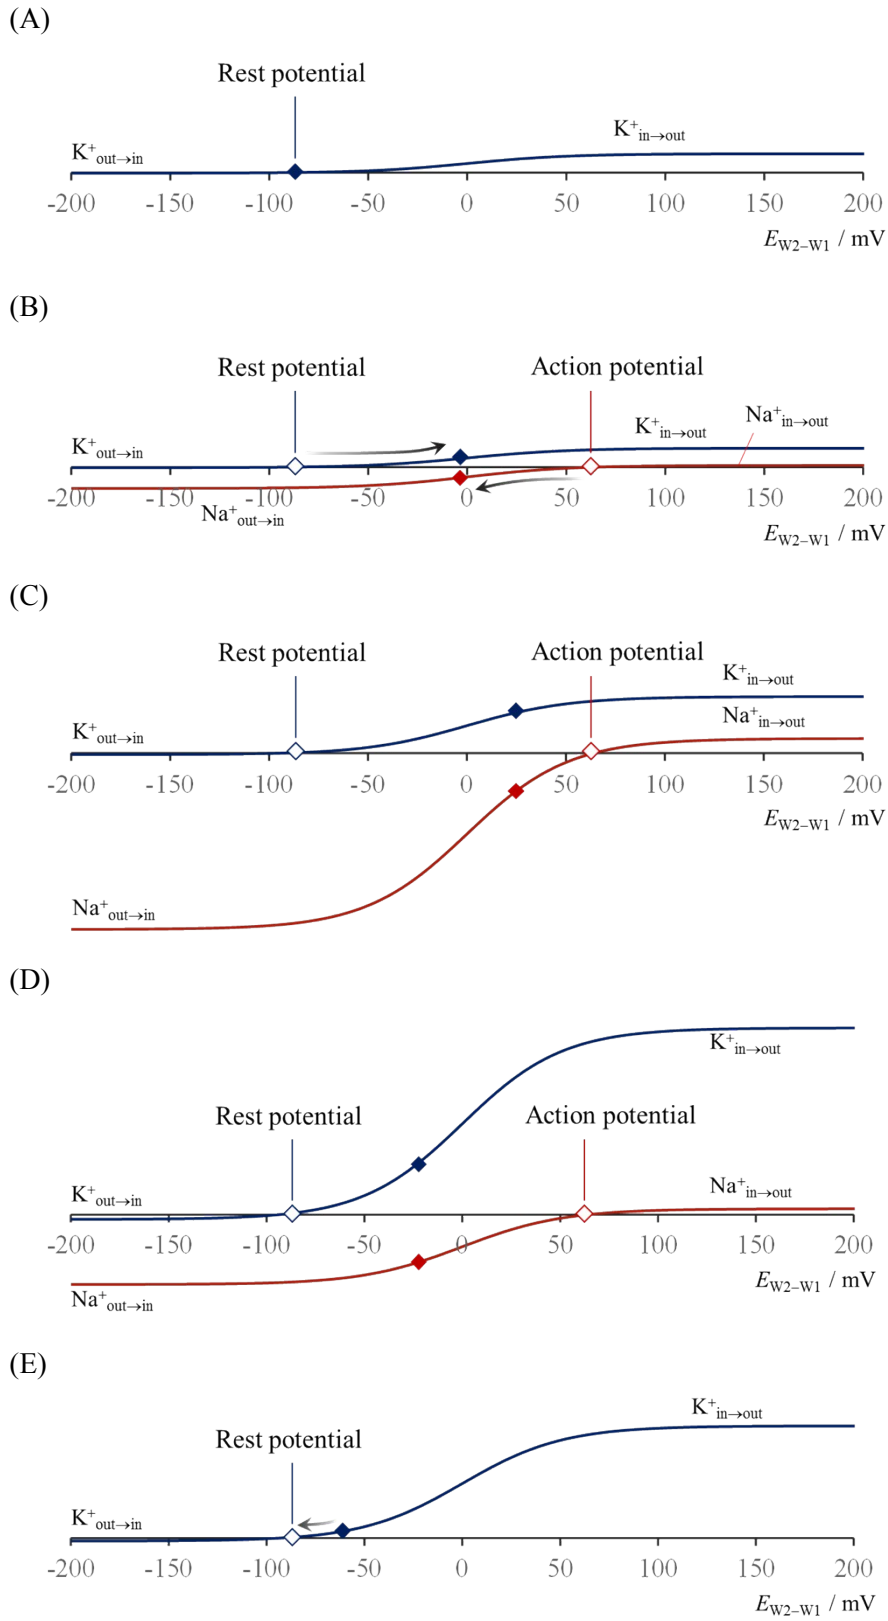 (A)
Rest potential
K⁺out→in
K⁺in→out
-200 -150 -100 -50 0 50 100 150 200
E W2–W1 / mV
(B)
Rest potential
Action potential
K⁺out→in
K⁺in→out
Na⁺in→out
-200 -150 -100 -50 0 50 100 150 200
Na⁺out→in
E W2–W1 / mV
(C)
Rest potential
Action potential
K⁺in→out
K⁺out→in
Na⁺in→out
-200 -150 -100 -50 0 50 100 150 200
E W2–W1 / mV
Na⁺out→in
(D)
K⁺in→out
Rest potential
Action potential
K⁺out→in
Na⁺in→out
-200 -150 -100 -50 0 50 100 150 200
Na⁺out→in
E W2–W1 / mV
(E)
K⁺in→out
Rest potential
K⁺out→in
-200 -150 -100 -50 0 50 100 150 200
E W2–W1 / mV